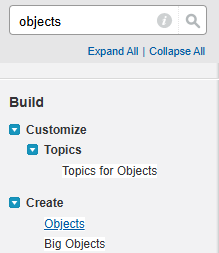 objects
Expand All | Collapse All
Build
Customize
Topics
Topics for Objects
Create
Objects
Big Objects